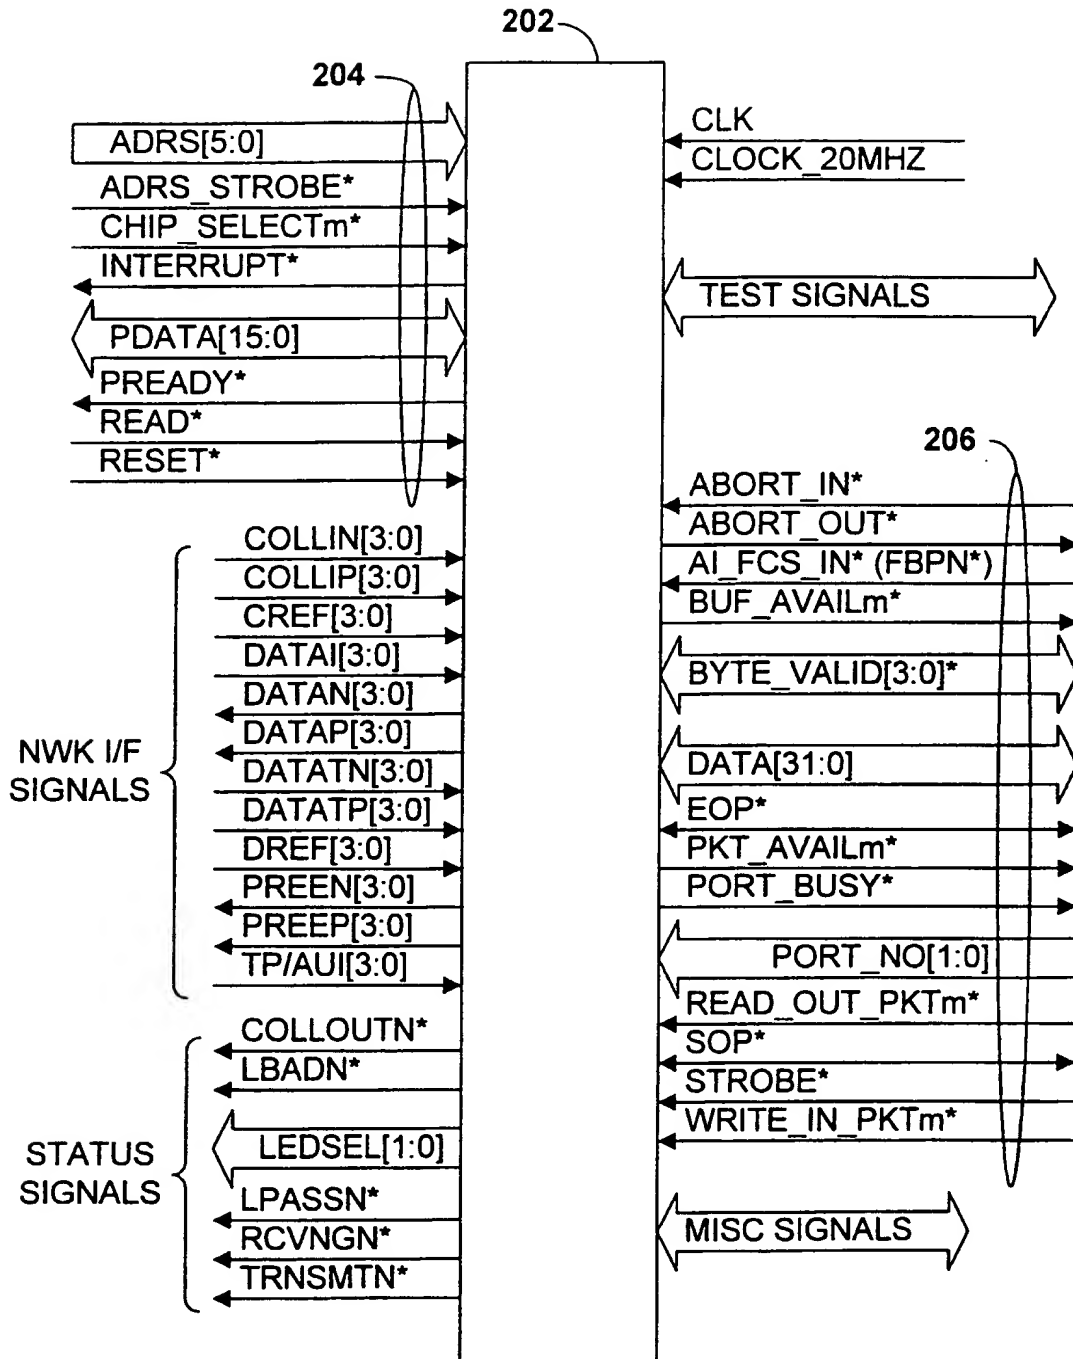 202
204
ADRS[5:0]
ADRS_STROBE*
CHIP_SELECTm*
INTERRUPT*
PDATA[15:0]
PREADY*
READ*
RESET*
NWK I/F
SIGNALS
COLLIN[3:0]
COLLIP[3:0]
CREF[3:0]
DATAI[3:0]
DATAN[3:0]
DATAP[3:0]
DATATN[3:0]
DATATP[3:0]
DREF[3:0]
PREEN[3:0]
PREEP[3:0]
TP/AUI[3:0]
STATUS
SIGNALS
COLLOUTN*
LBADN*
LEDSEL[1:0]
LPASSN*
RCVNGN*
TRNSMTN*
CLK
CLOCK_20MHZ
TEST SIGNALS
206
ABORT_IN*
ABORT_OUT*
AI_FCS_IN* (FBPN*)
BUF_AVAILm*
BYTE_VALID[3:0]*
DATA[31:0]
EOP*
PKT_AVAILm*
PORT_BUSY*
PORT_NO[1:0]
READ_OUT_PKTm*
SOP*
STROBE*
WRITE_IN_PKTm*
MISC SIGNALS